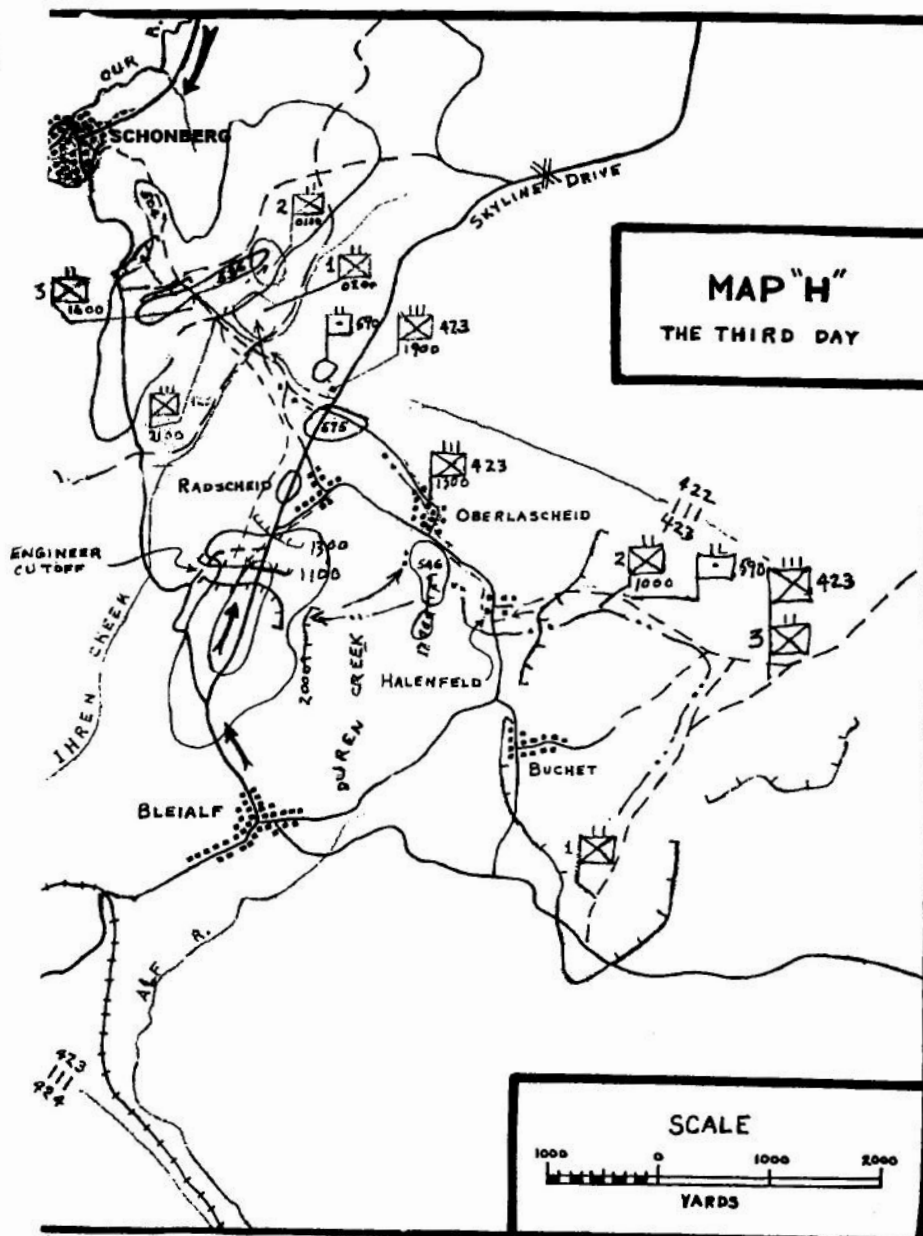 OUR
R.
SCHONBERG
SKYLINE DRIVE
MAP "H"
THE THIRD DAY
504
2
1
0200
3
1600
590
423
1900
2100
575
423
1300
RADSCHEID
OBERLASCHEID
422
423
ENGINEER
CUTOFF
1300
1100
546
2
1000
590
423
3
2000
IHREN CREEK
DUREN CREEK
HALENFELD
BUCHET
BLEIALF
1
ALF R.
423
424
SCALE
1000 0 1000 2000
YARDS